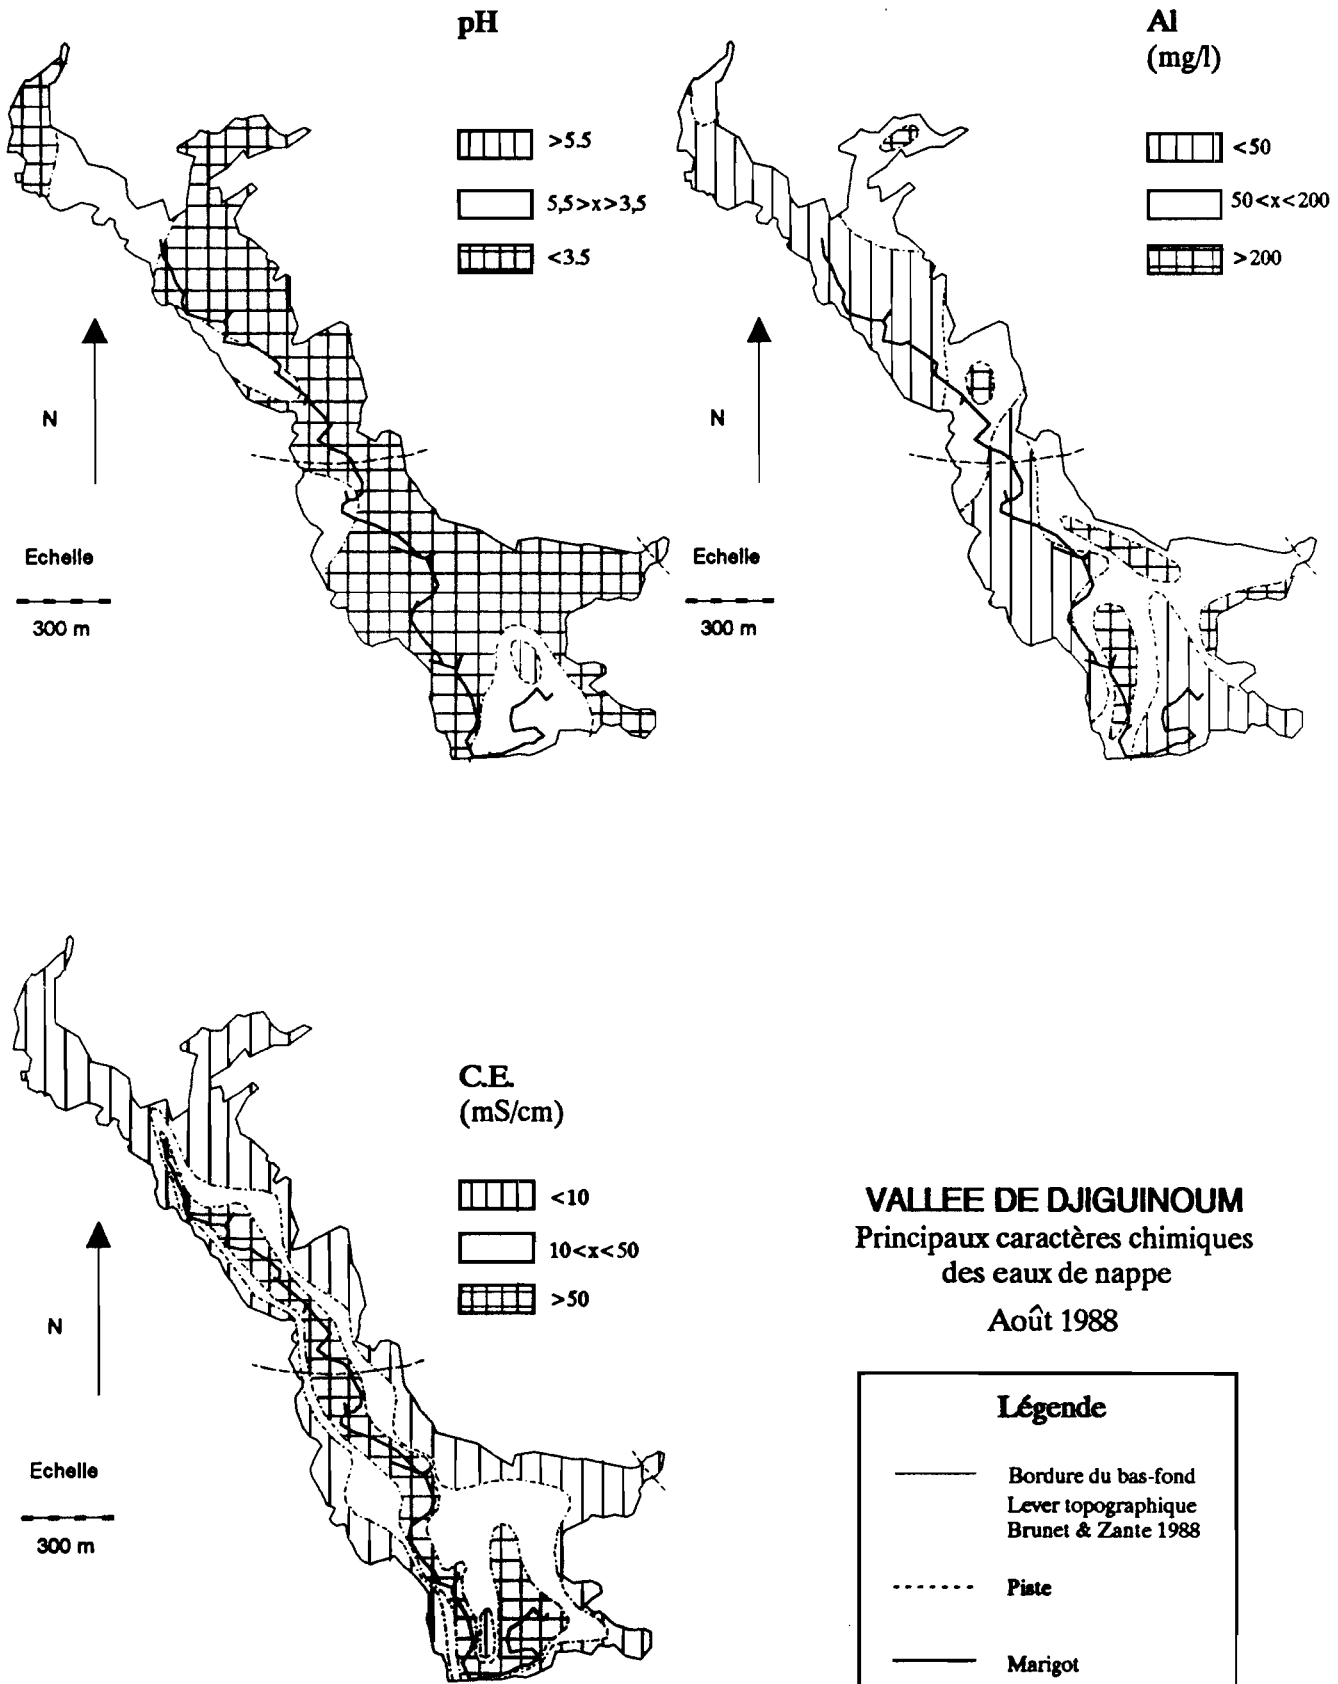 pH
>5.5
5,5>x>3,5
<3.5
N
Echelle
300 m
Al
(mg/l)
<50
50<x<200
>200
N
Echelle
300 m
C.E.
(mS/cm)
<10
10<x<50
>50
N
Echelle
300 m
VALLEE DE DJIGUINOUM
Principaux caractères chimiques
des eaux de nappe
Août 1988
Légende
Bordure du bas-fond
Lever topographique
Brunet & Zante 1988
Piste
Marigot